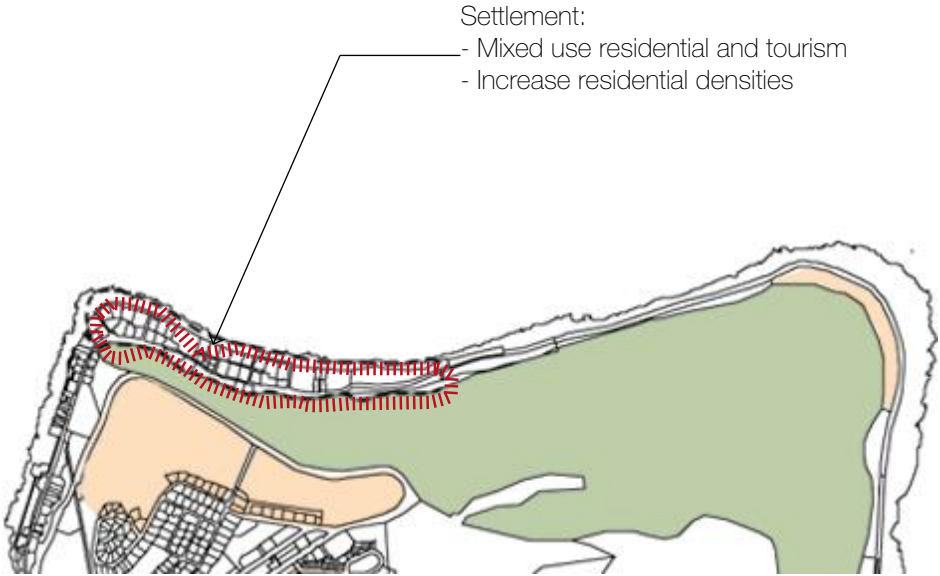 Settlement:
- Mixed use residential and tourism
- Increase residential densities